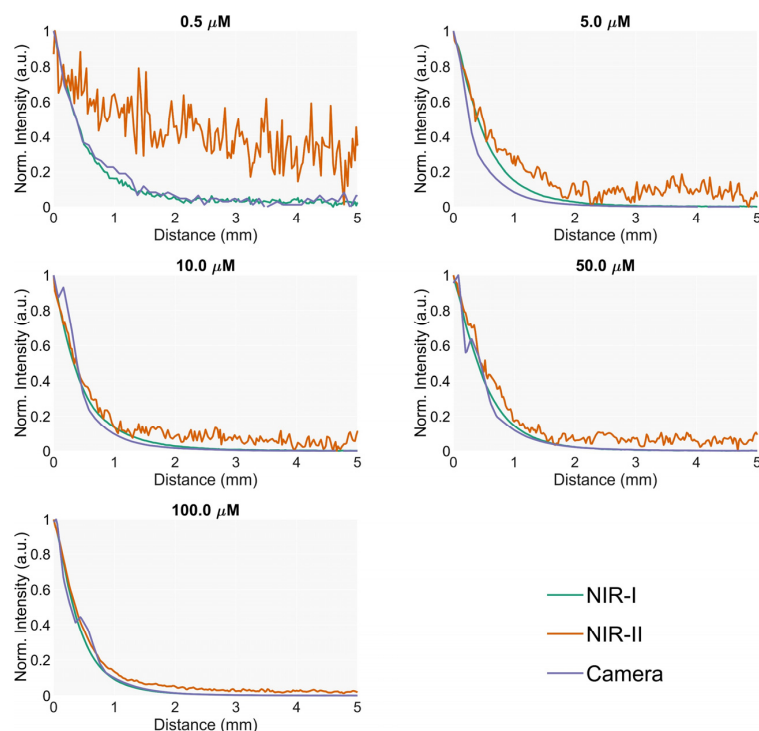 0.5 μM
Norm. Intensity (a.u.)
1
0.8
0.6
0.4
0.2
0
0 1 2 3 4 5
Distance (mm)
5.0 μM
Norm. Intensity (a.u.)
1
0.8
0.6
0.4
0.2
0
0 1 2 3 4 5
Distance (mm)
10.0 μM
Norm. Intensity (a.u.)
1
0.8
0.6
0.4
0.2
0
0 1 2 3 4 5
Distance (mm)
50.0 μM
Norm. Intensity (a.u.)
1
0.8
0.6
0.4
0.2
0
0 1 2 3 4 5
Distance (mm)
100.0 μM
Norm. Intensity (a.u.)
1
0.8
0.6
0.4
0.2
0
0 1 2 3 4 5
Distance (mm)
NIR-I
NIR-II
Camera